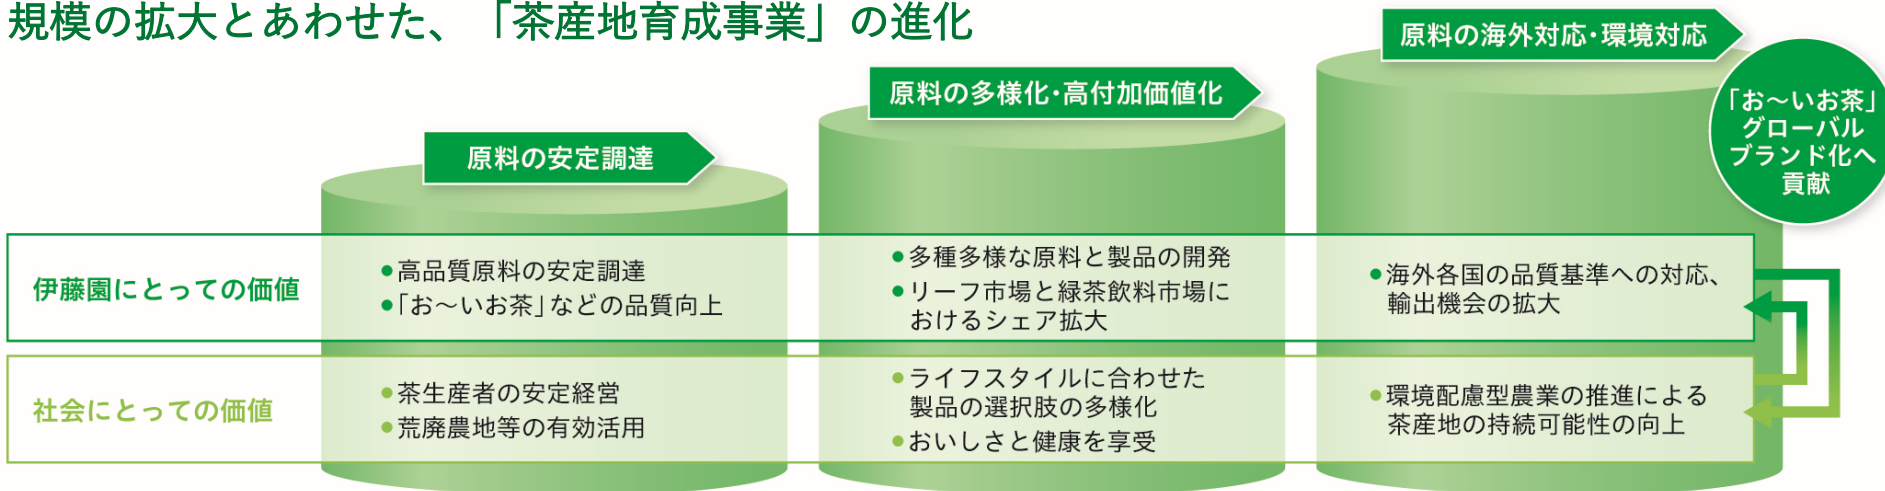 規模の拡大とあわせた、「茶産地育成事業」の進化
原料の安定調達
原料の多様化・高付加価値化
原料の海外対応・環境対応
「お〜いお茶」
グローバル
ブランド化へ
貢献
伊藤園にとっての価値
●高品質原料の安定調達
●「お〜いお茶」などの品質向上
●多種多様な原料と製品の開発
●リーフ市場と緑茶飲料市場に
おけるシェア拡大
●海外各国の品質基準への対応、
輸出機会の拡大
社会にとっての価値
●茶生産者の安定経営
●荒廃農地等の有効活用
●ライフスタイルに合わせた
製品の選択肢の多様化
●おいしさと健康を享受
●環境配慮型農業の推進による
茶産地の持続可能性の向上